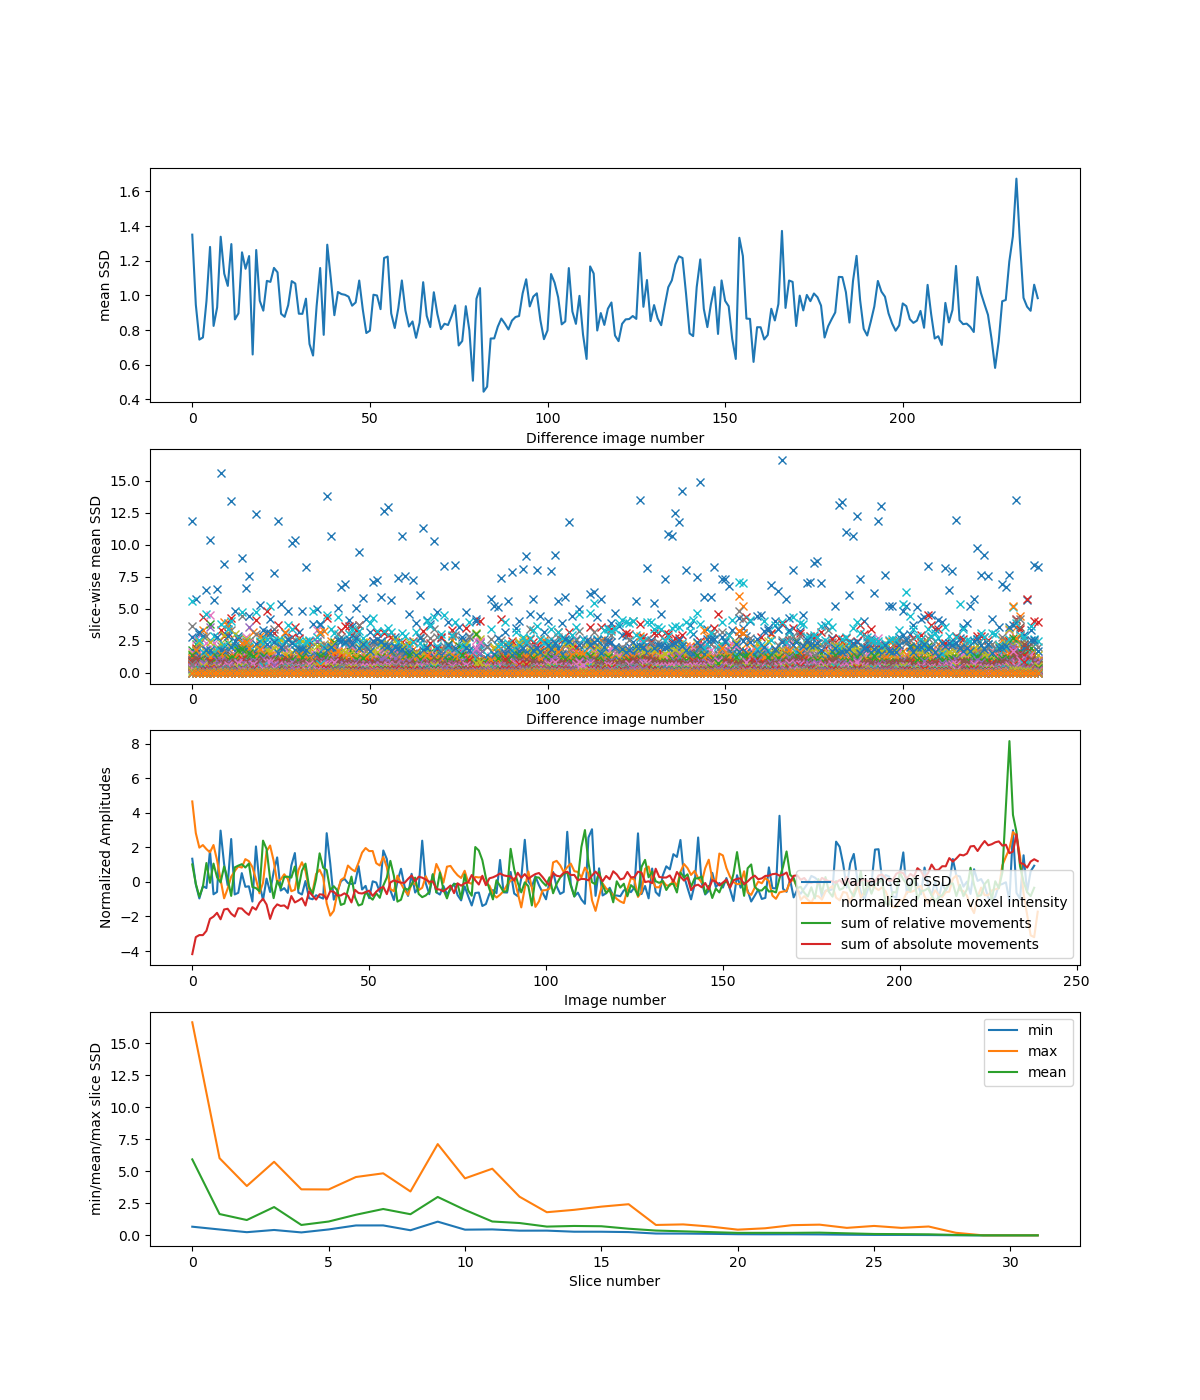 1.6
1.4
1.2
1.0
0.8
0.6
0.4
mean SSD
0 50 100 150 200
Difference image number
15.0
12.5
10.0
7.5
5.0
2.5
0.0
slice-wise mean SSD
0 50 100 150 200
Difference image number
8
6
4
2
0
−2
−4
Normalized Amplitudes
variance of SSD
normalized mean voxel intensity
sum of relative movements
sum of absolute movements
0 50 100 150 200 250
Image number
15.0
12.5
10.0
7.5
5.0
2.5
0.0
min/mean/max slice SSD
min
max
mean
0 5 10 15 20 25 30
Slice number